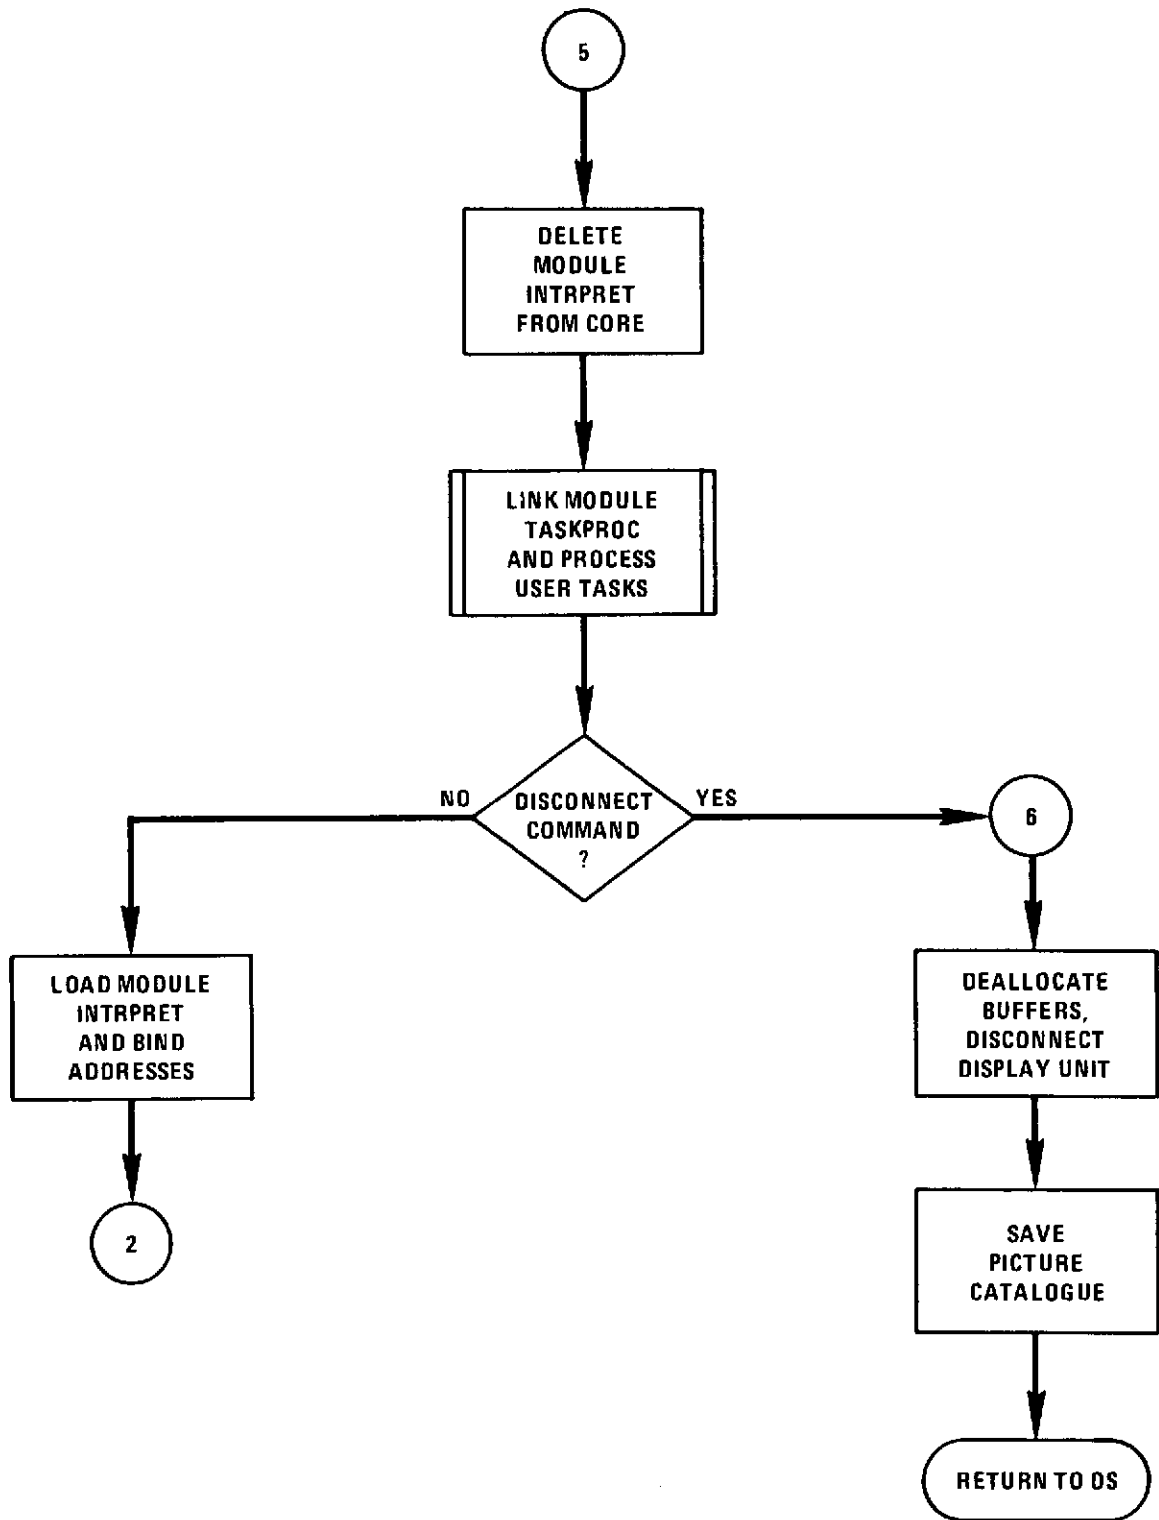 5
DELETE
MODULE
INTRPRET
FROM CORE
LINK MODULE
TASKPROC
AND PROCESS
USER TASKS
NO
DISCONNECT
COMMAND
?
YES
6
LOAD MODULE
INTRPRET
AND BIND
ADDRESSES
2
DEALLOCATE
BUFFERS,
DISCONNECT
DISPLAY UNIT
SAVE
PICTURE
CATALOGUE
RETURN TO OS